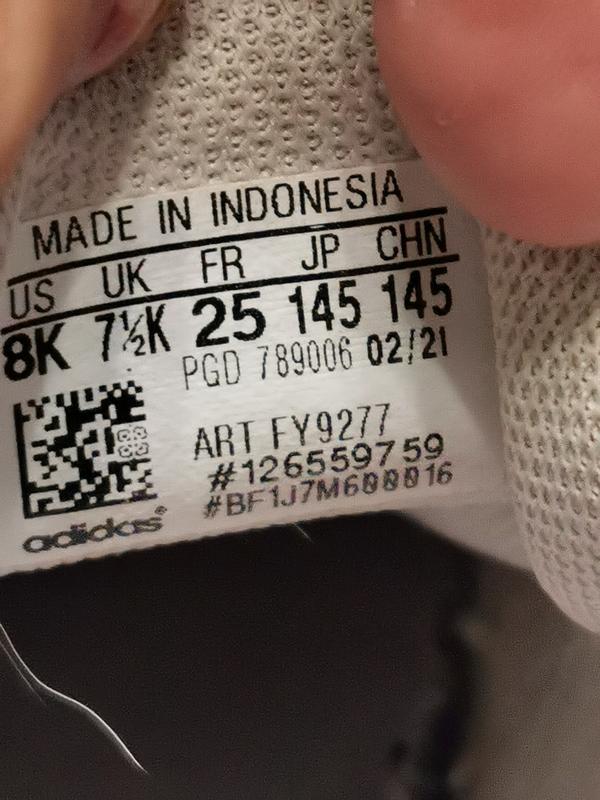 MADE IN INDONESIA
US UK FR JP CHN
8K 7½K 25 145 145
PGD 789006 02/21
ART FY9277
#126559759
#BF1J7M600016
adidas®